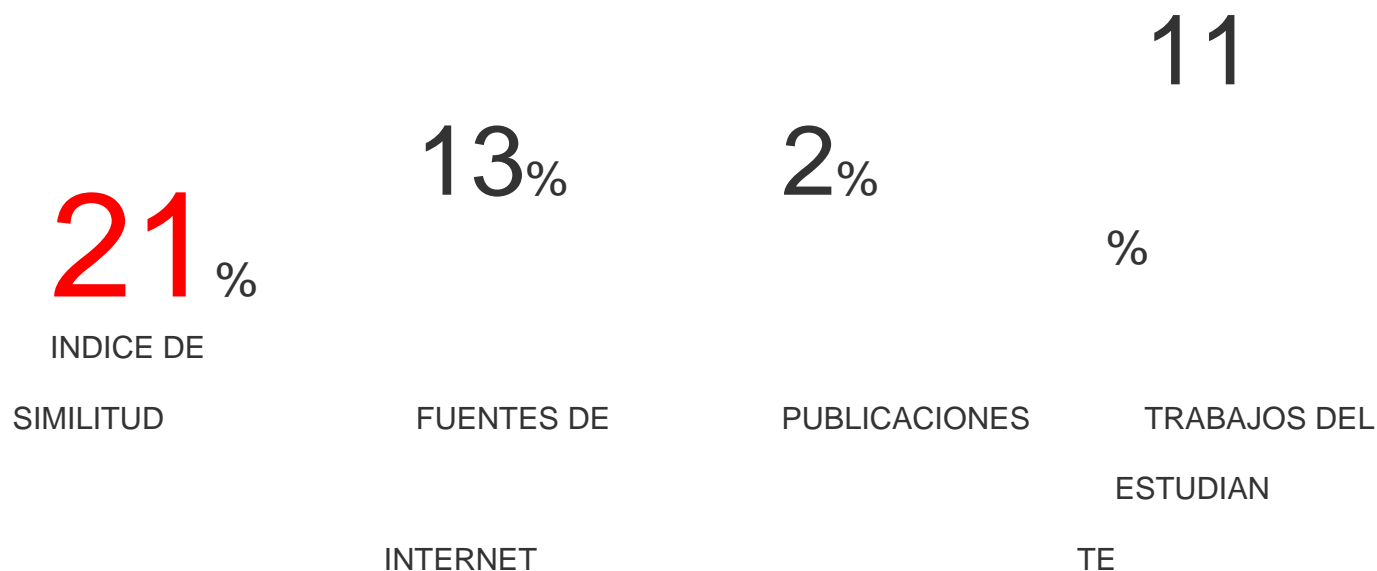 11
13%
2%
21%
%
INDICE DE
SIMILITUD
FUENTES DE
PUBLICACIONES
TRABAJOS DEL
ESTUDIAN
INTERNET
TE